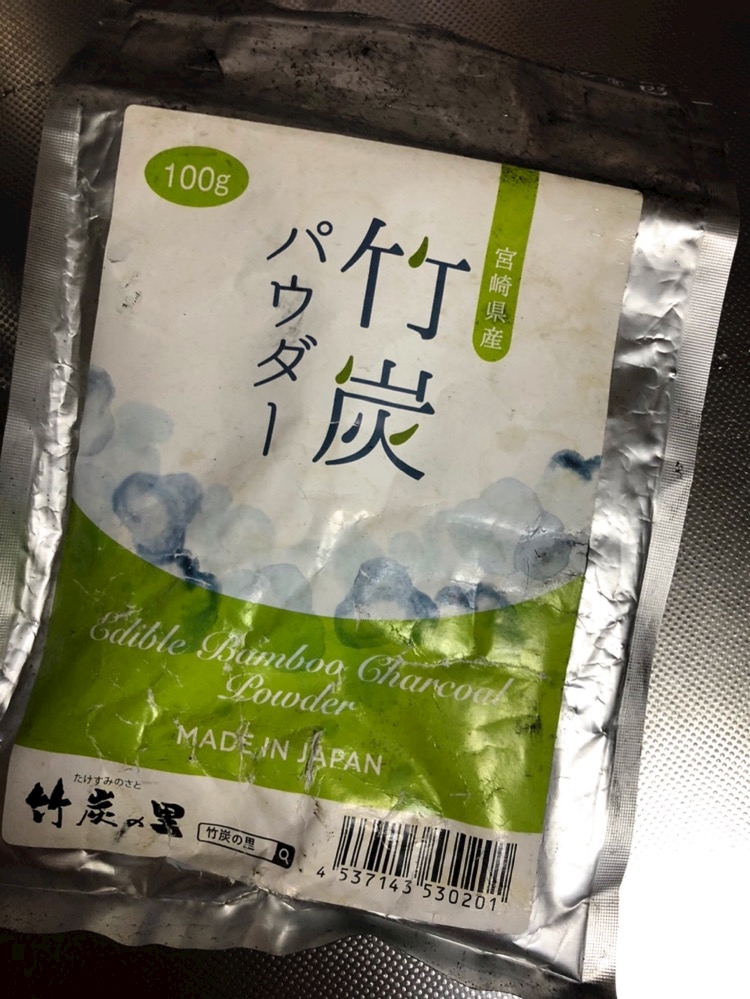 100g
宮崎県産
竹炭
パウダー
Edible Bamboo Charcoal
Powder
MADE IN JAPAN
たけすみのさと
竹炭の里
竹炭の里
4 537143 530201